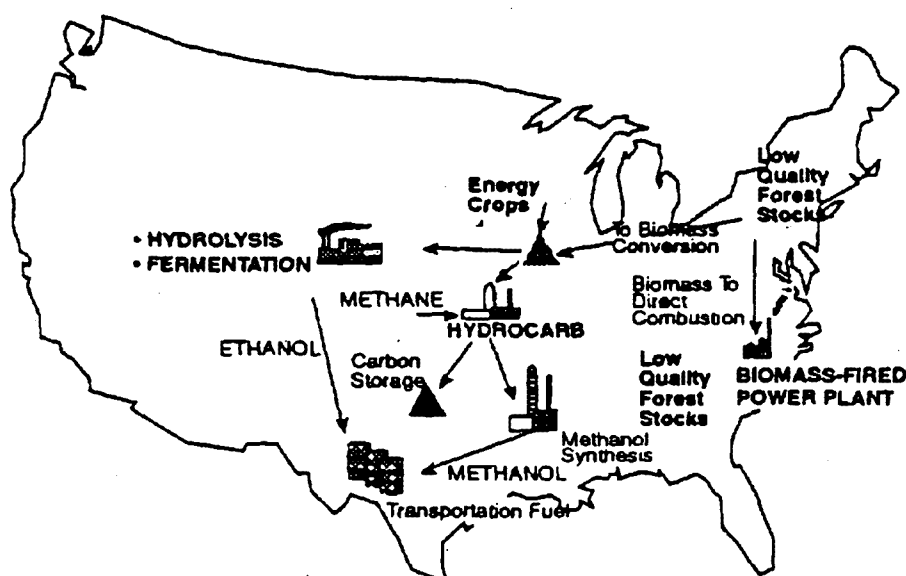 Low
Quality
Forest
Stocks
Energy
Crops
To Biomass
Conversion
• HYDROLYSIS
• FERMENTATION
Biomass To
Direct
Combustion
METHANE
HYDROCARB
ETHANOL
Carbon
Storage
Low
Quality
Forest
Stocks
BIOMASS-FIRED
POWER PLANT
Methanol
Synthesis
METHANOL
Transportation Fuel